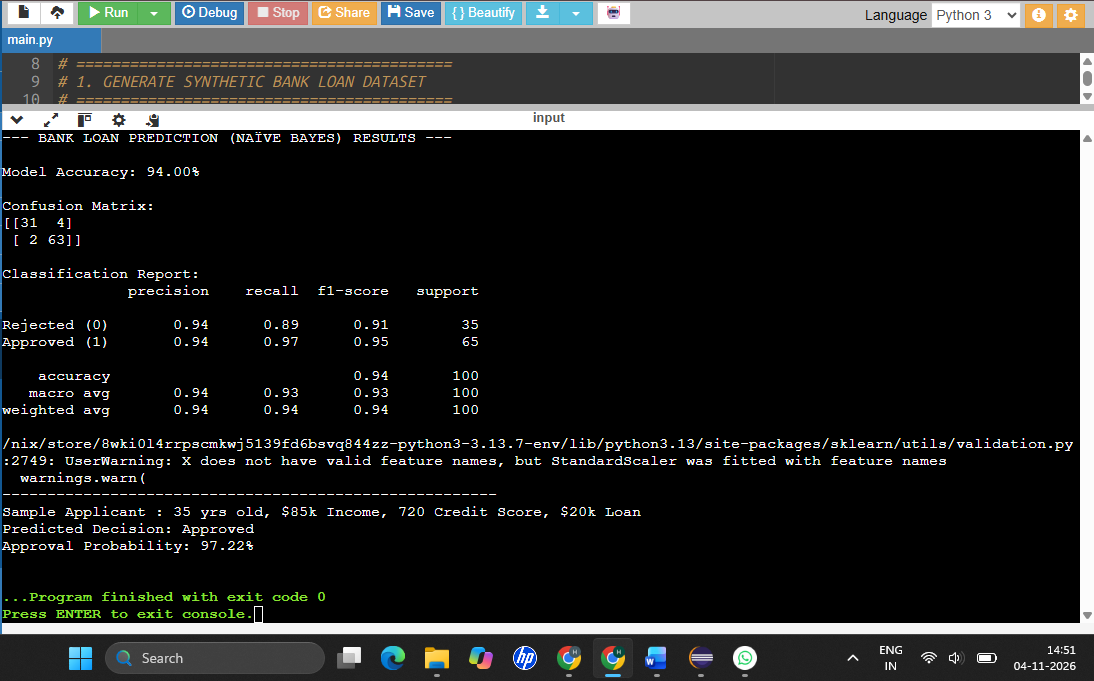 Run Debug Stop Share Save { } Beautify Language Python 3
main.py
8 # ==========================================
9 # 1. GENERATE SYNTHETIC BANK LOAN DATASET
10 # ==========================================
input
--- BANK LOAN PREDICTION (NAÏVE BAYES) RESULTS ---
Model Accuracy: 94.00%
Confusion Matrix:
[[31  4]
 [ 2 63]]
Classification Report:
              precision    recall  f1-score   support
Rejected (0)       0.94      0.89      0.91        35
Approved (1)       0.94      0.97      0.95        65
    accuracy                           0.94       100
   macro avg       0.94      0.93      0.93       100
weighted avg       0.94      0.94      0.94       100
/nix/store/8wki0l4rrpscmkwj5139fd6bsvq844zz-python3-3.13.7-env/lib/python3.13/site-packages/sklearn/utils/validation.py
:2749: UserWarning: X does not have valid feature names, but StandardScaler was fitted with feature names
  warnings.warn(
-------------------------------------------------------
Sample Applicant : 35 yrs old, $85k Income, 720 Credit Score, $20k Loan
Predicted Decision: Approved
Approval Probability: 97.22%
...Program finished with exit code 0
Press ENTER to exit console.
Search hp W ENG 14:51
IN 04-11-2026